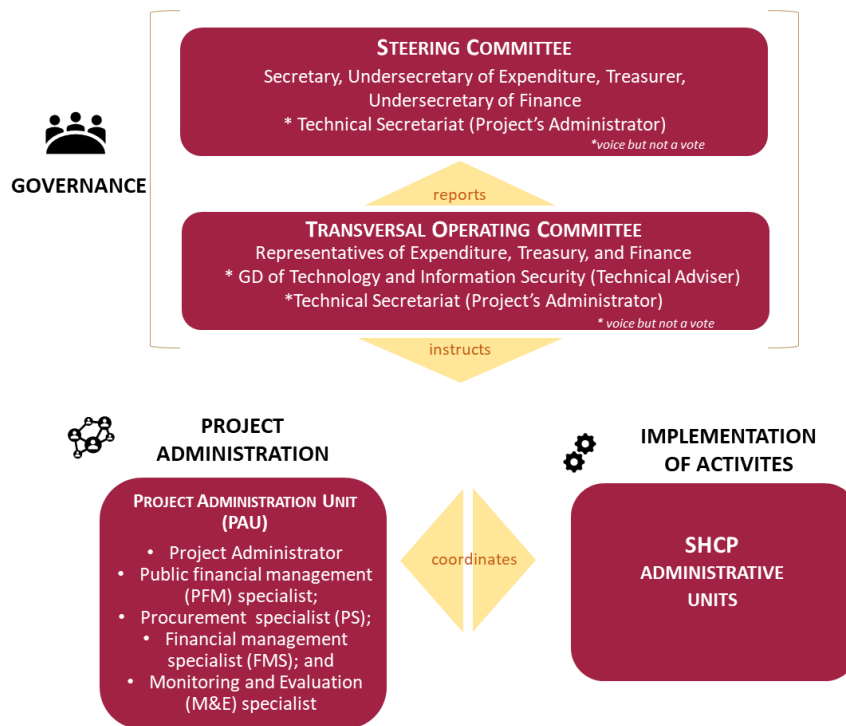 STEERING COMMITTEE
Secretary, Undersecretary of Expenditure, Treasurer,
Undersecretary of Finance
* Technical Secretariat (Project's Administrator)
*voice but not a vote
GOVERNANCE
reports
TRANSVERSAL OPERATING COMMITTEE
Representatives of Expenditure, Treasury, and Finance
* GD of Technology and Information Security (Technical Adviser)
*Technical Secretariat (Project's Administrator)
* voice but not a vote
instructs
PROJECT
ADMINISTRATION
PROJECT ADMINISTRATION UNIT
(PAU)
• Project Administrator
• Public financial management
(PFM) specialist;
• Procurement specialist (PS);
• Financial management
specialist (FMS); and
• Monitoring and Evaluation
(M&E) specialist
coordinates
IMPLEMENTATION
OF ACTIVITES
SHCP
ADMINISTRATIVE
UNITS